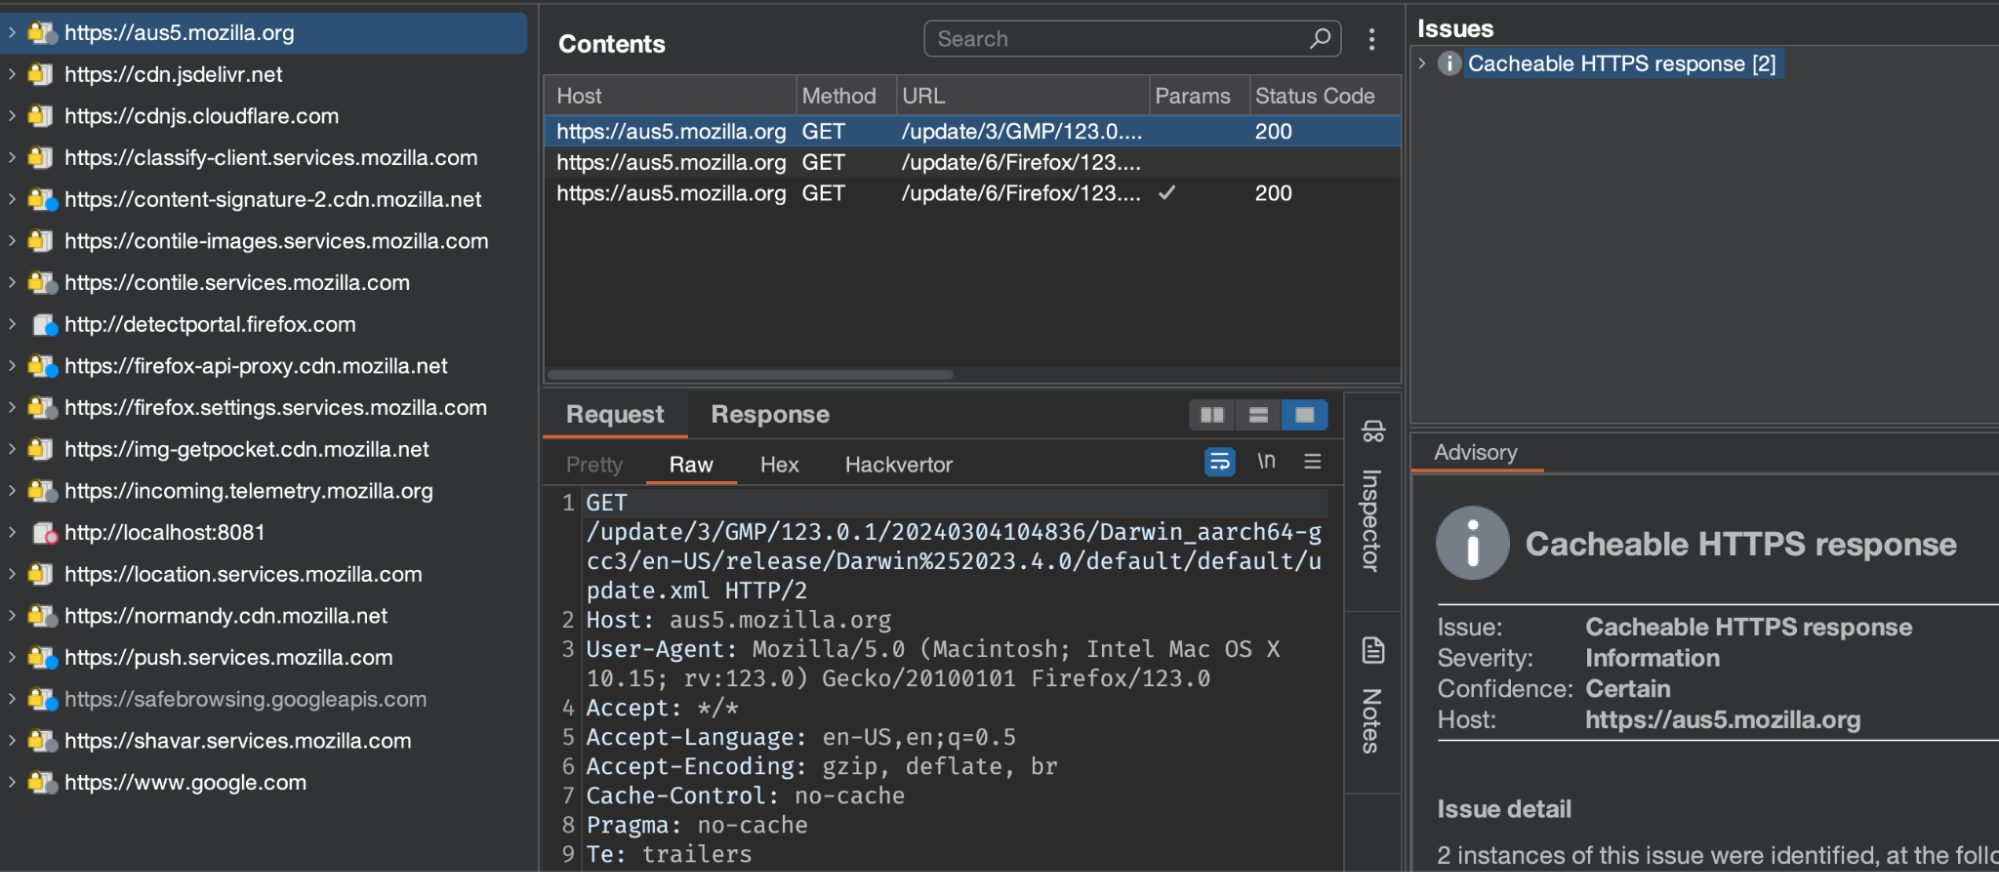 https://aus5.mozilla.org
https://cdn.jsdelivr.net
https://cdnjs.cloudflare.com
https://classify-client.services.mozilla.com
https://content-signature-2.cdn.mozilla.net
https://contile-images.services.mozilla.com
https://contile.services.mozilla.com
http://detectportal.firefox.com
https://firefox-api-proxy.cdn.mozilla.net
https://firefox.settings.services.mozilla.com
https://img-getpocket.cdn.mozilla.net
https://incoming.telemetry.mozilla.org
http://localhost:8081
https://location.services.mozilla.com
https://normandy.cdn.mozilla.net
https://push.services.mozilla.com
https://safebrowsing.googleapis.com
https://shavar.services.mozilla.com
https://www.google.com
Contents
Search
Host Method URL Params Status Code
https://aus5.mozilla.org GET /update/3/GMP/123.0.... 200
https://aus5.mozilla.org GET /update/6/Firefox/123....
https://aus5.mozilla.org GET /update/6/Firefox/123.... ✓ 200
Request Response
Pretty Raw Hex Hackvertor \n
1 GET
/update/3/GMP/123.0.1/20240304104836/Darwin_aarch64-g
cc3/en-US/release/Darwin%252023.4.0/default/default/u
pdate.xml HTTP/2
2 Host: aus5.mozilla.org
3 User-Agent: Mozilla/5.0 (Macintosh; Intel Mac OS X
10.15; rv:123.0) Gecko/20100101 Firefox/123.0
4 Accept: */*
5 Accept-Language: en-US,en;q=0.5
6 Accept-Encoding: gzip, deflate, br
7 Cache-Control: no-cache
8 Pragma: no-cache
9 Te: trailers
Inspector
Notes
Issues
Cacheable HTTPS response [2]
Advisory
Cacheable HTTPS response
Issue: Cacheable HTTPS response
Severity: Information
Confidence: Certain
Host: https://aus5.mozilla.org
Issue detail
2 instances of this issue were identified, at the follo